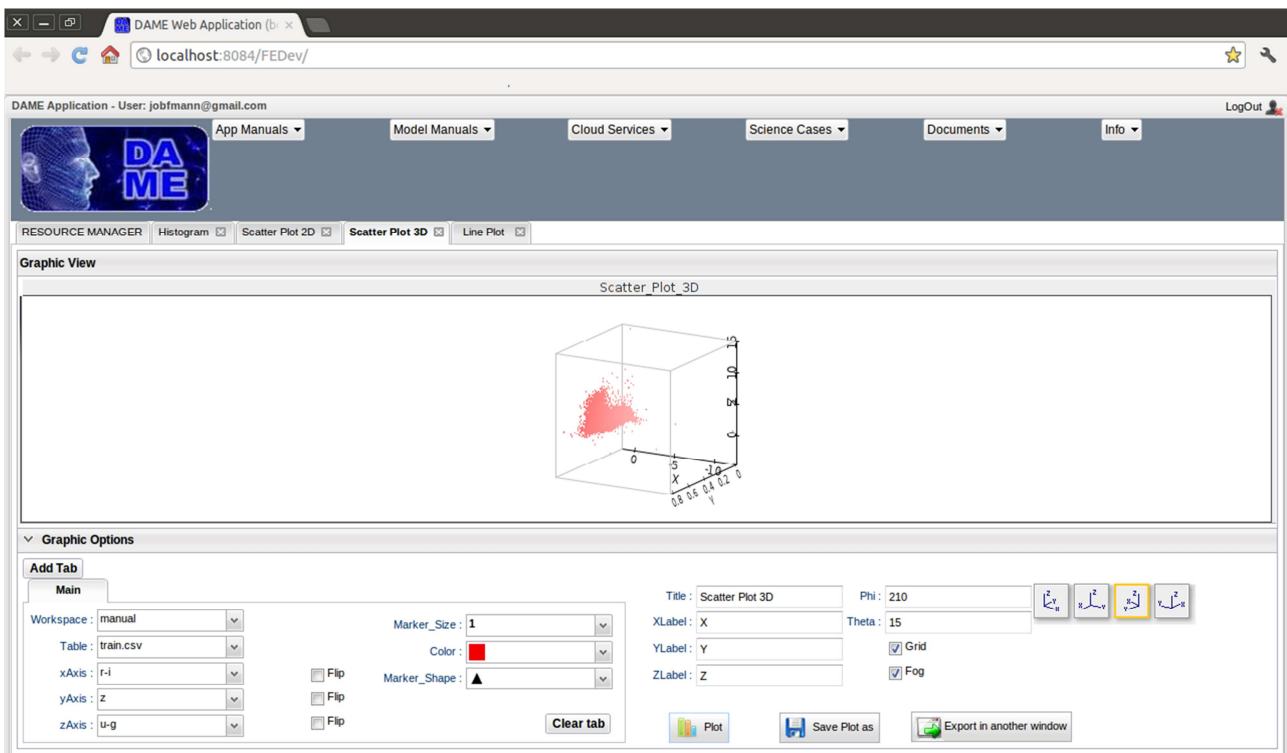 DAME Web Application (b
localhost:8084/FEDev/
DAME Application - User: jobfmann@gmail.com LogOut
DAME
App Manuals Model Manuals Cloud Services Science Cases Documents Info
RESOURCE MANAGER Histogram Scatter Plot 2D Scatter Plot 3D Line Plot
Graphic View
Scatter_Plot_3D
15
10
5
0
Z
0 -5 -10
X
0.8 0.6 0.4 0.2 0
Y
Graphic Options
Add Tab
Main
Workspace : manual
Table : train.csv
xAxis : r-i Flip
yAxis : z Flip
zAxis : u-g Flip
Marker_Size : 1
Color :
Marker_Shape :
Clear tab
Title : Scatter Plot 3D Phi : 210
XLabel : X Theta : 15
YLabel : Y Grid
ZLabel : Z Fog
Plot Save Plot as Export in another window